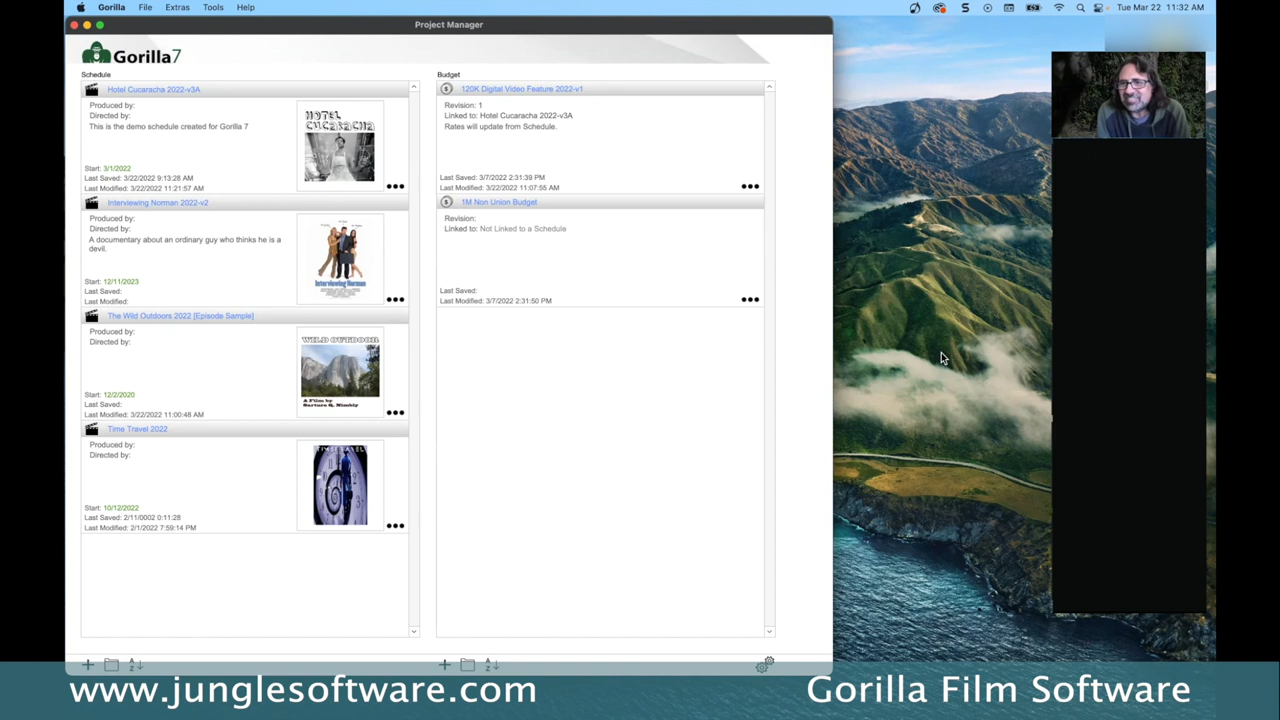 Gorilla File Extras Tools Help
Tue Mar 22 11:32 AM
Project Manager
Gorilla7
Schedule
Hotel Cucaracha 2022-v3A
Produced by:
Directed by:
This is the demo schedule created for Gorilla 7
HOTEL
CUCARACHA
Start: 3/1/2022
Last Saved: 3/22/2022 9:13:28 AM
Last Modified: 3/22/2022 11:21:57 AM
Interviewing Norman 2022-v2
Produced by:
Directed by:
A documentary about an ordinary guy who thinks he is a
devil.
Interviewing Norman
Start: 12/11/2023
Last Saved:
Last Modified:
The Wild Outdoors 2022 [Episode Sample]
Produced by:
Directed by:
WILD OUTDOOR
A Film by
Start: 12/2/2020
Last Saved:
Last Modified: 3/22/2022 11:00:48 AM
Time Travel 2022
Produced by:
Directed by:
Start: 10/12/2022
Last Saved: 2/11/0002 0:11:28
Last Modified: 2/1/2022 7:59:14 PM
Budget
120K Digital Video Feature 2022-v1
Revision: 1
Linked to: Hotel Cucaracha 2022-v3A
Rates will update from Schedule.
Last Saved: 3/7/2022 2:31:39 PM
Last Modified: 3/22/2022 11:07:55 AM
1M Non Union Budget
Revision:
Linked to: Not Linked to a Schedule
Last Saved:
Last Modified: 3/7/2022 2:31:50 PM
www.junglesoftware.com
Gorilla Film Software